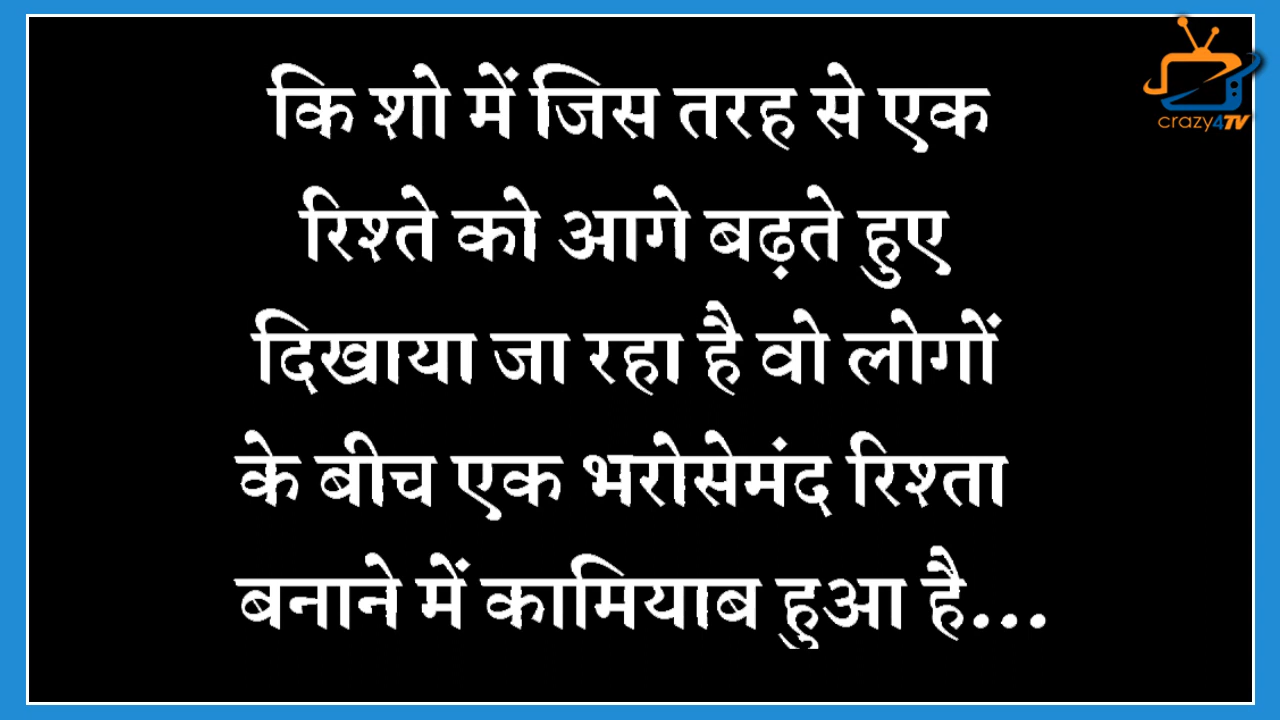 कि शो में जिस तरह से एक
रिश्ते को आगे बढ़ते हुए
दिखाया जा रहा है वो लोगों
के बीच एक भरोसेमंद रिश्ता
बनाने में कामियाब हुआ है...
crazy4TV